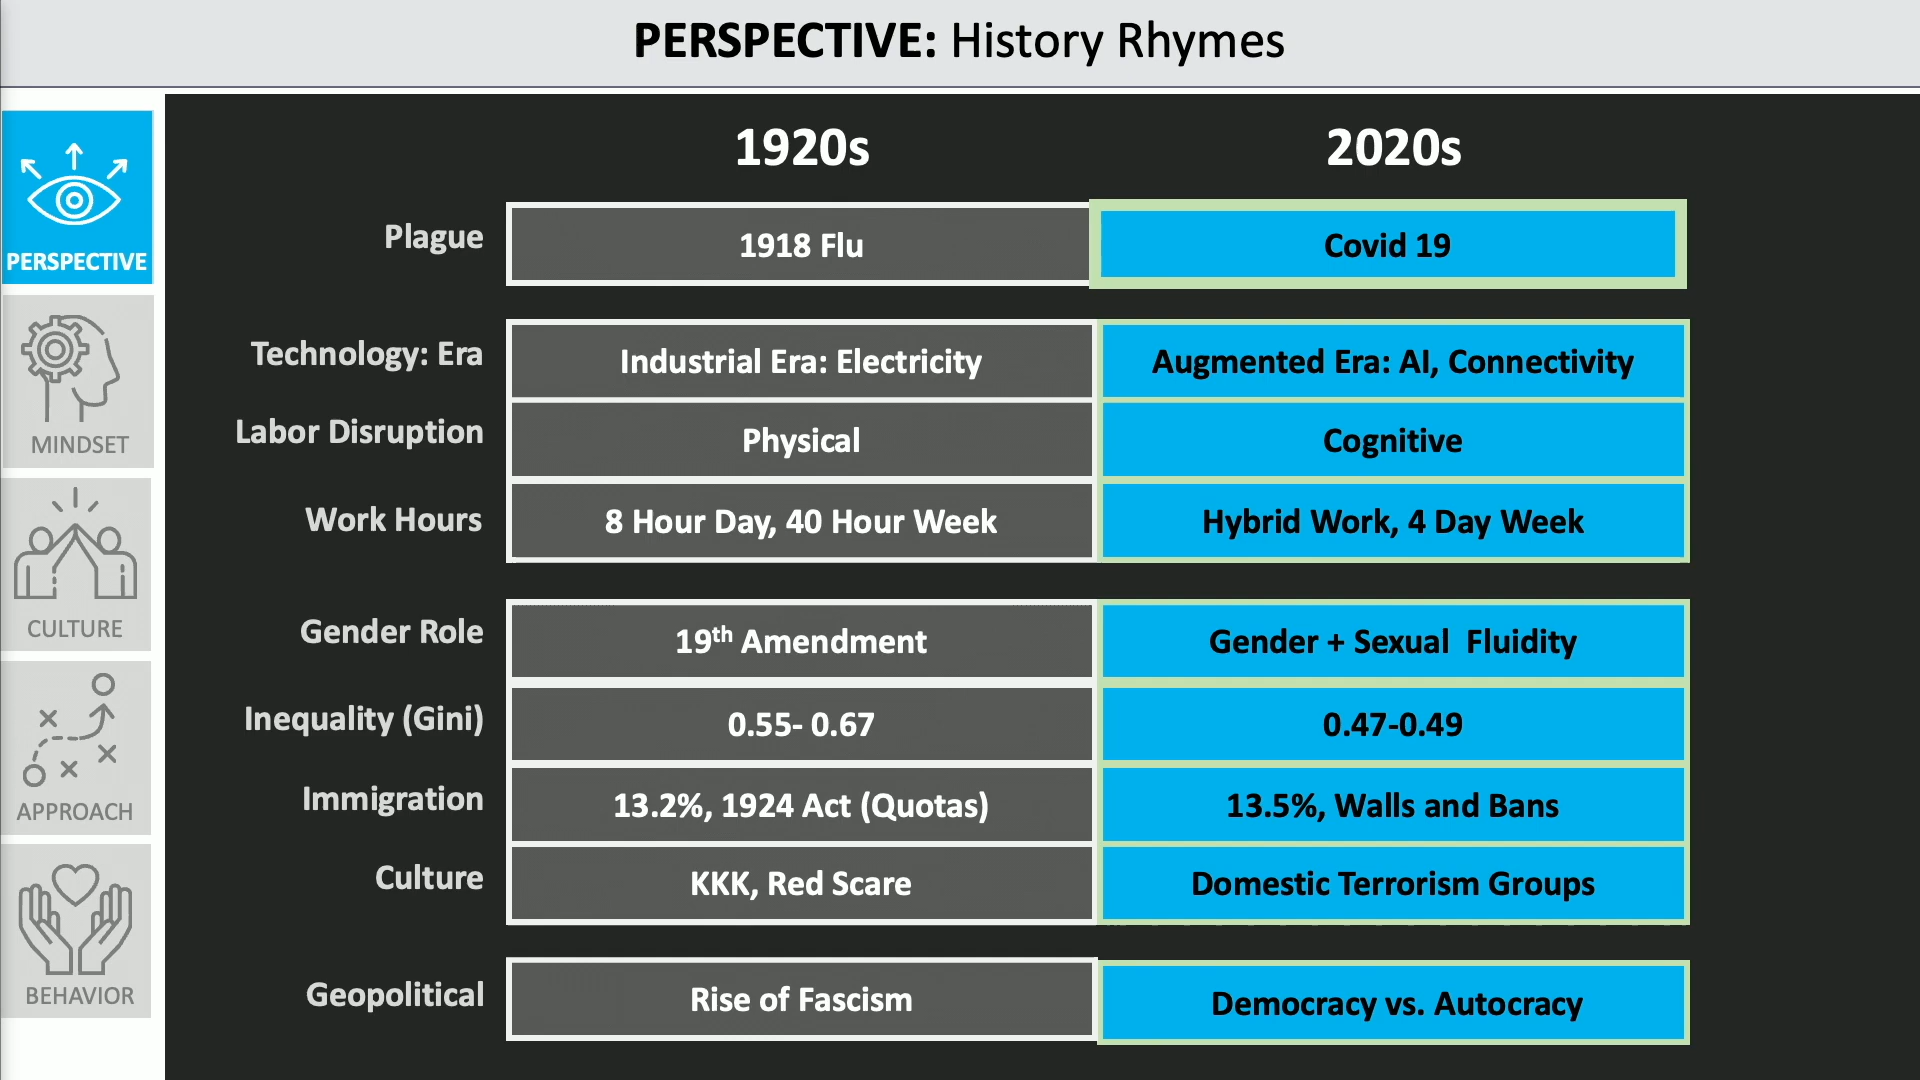 PERSPECTIVE: History Rhymes
1920s 2020s
PERSPECTIVE
MINDSET
CULTURE
APPROACH
BEHAVIOR
Plague 1918 Flu Covid 19
Technology: Era Industrial Era: Electricity Augmented Era: AI, Connectivity
Labor Disruption Physical Cognitive
Work Hours 8 Hour Day, 40 Hour Week Hybrid Work, 4 Day Week
Gender Role 19th Amendment Gender + Sexual  Fluidity
Inequality (Gini) 0.55- 0.67 0.47-0.49
Immigration 13.2%, 1924 Act (Quotas) 13.5%, Walls and Bans
Culture KKK, Red Scare Domestic Terrorism Groups
Geopolitical Rise of Fascism Democracy vs. Autocracy